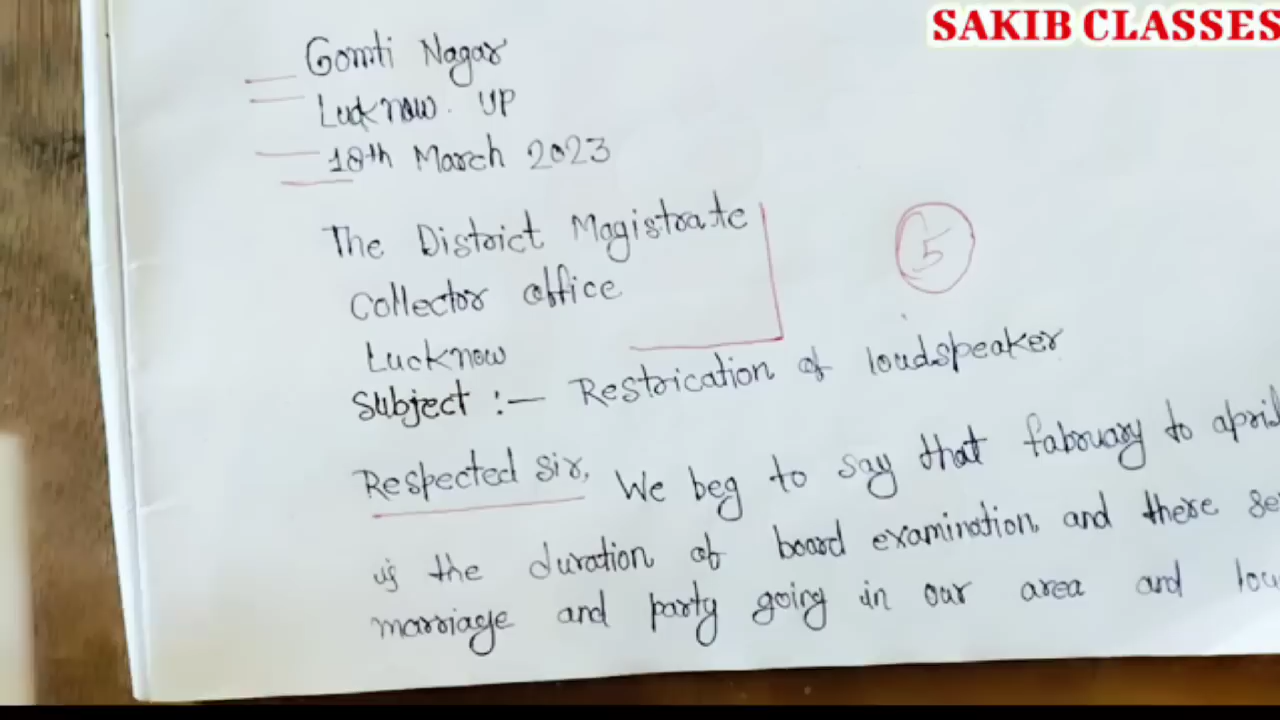 SAKIB CLASSES
Gomti Nagar
Lucknow. UP
18th March 2023
The District Magistrate
Collector office
Lucknow
5
Subject :- Restrication of loudspeaker
Respected sir, We beg to say that fabruary to april
is the duration of board examination, and there
marriage and party going in our area and